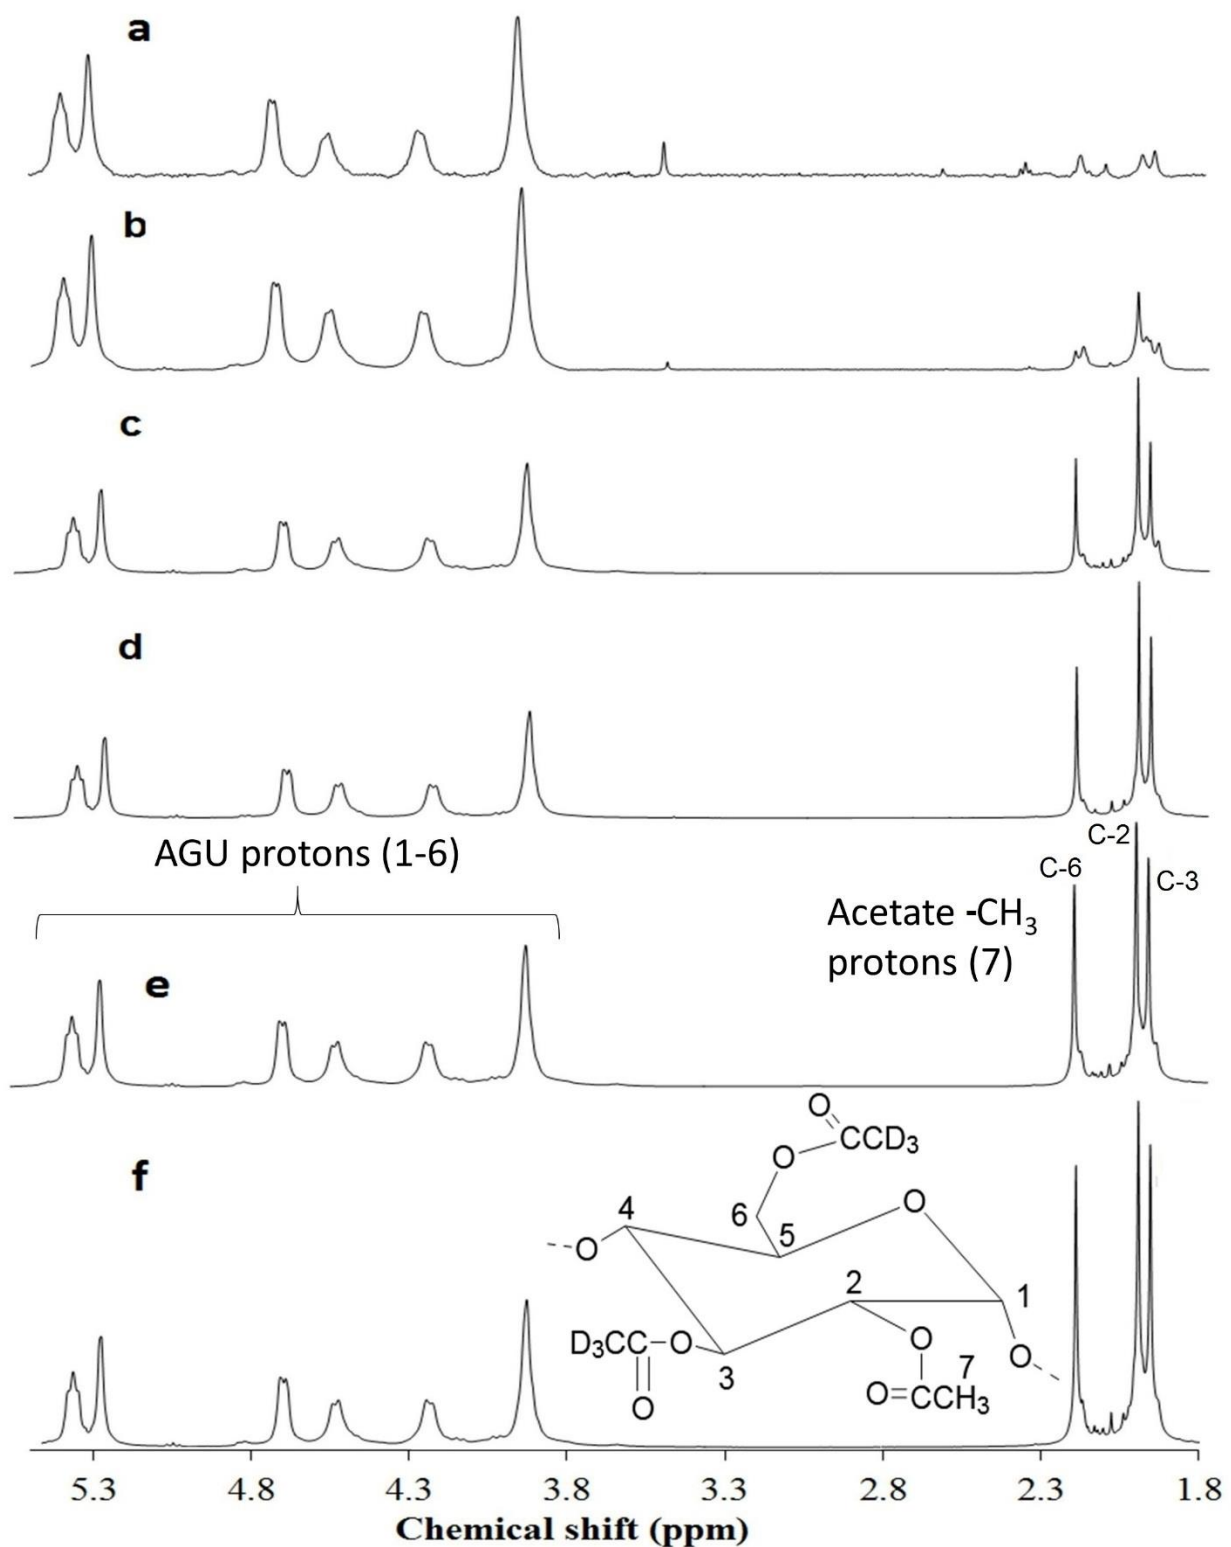 a
b
c
d
AGU protons (1-6)
C-2
C-6
C-3
Acetate -CH3
protons (7)
e
O
CCD3
O
f
4
6
5
O
O
2
1
D3CC-O
O
7
O
3
O=CCH3
O
5.3 4.8 4.3 3.8 3.3 2.8 2.3 1.8
Chemical shift (ppm)